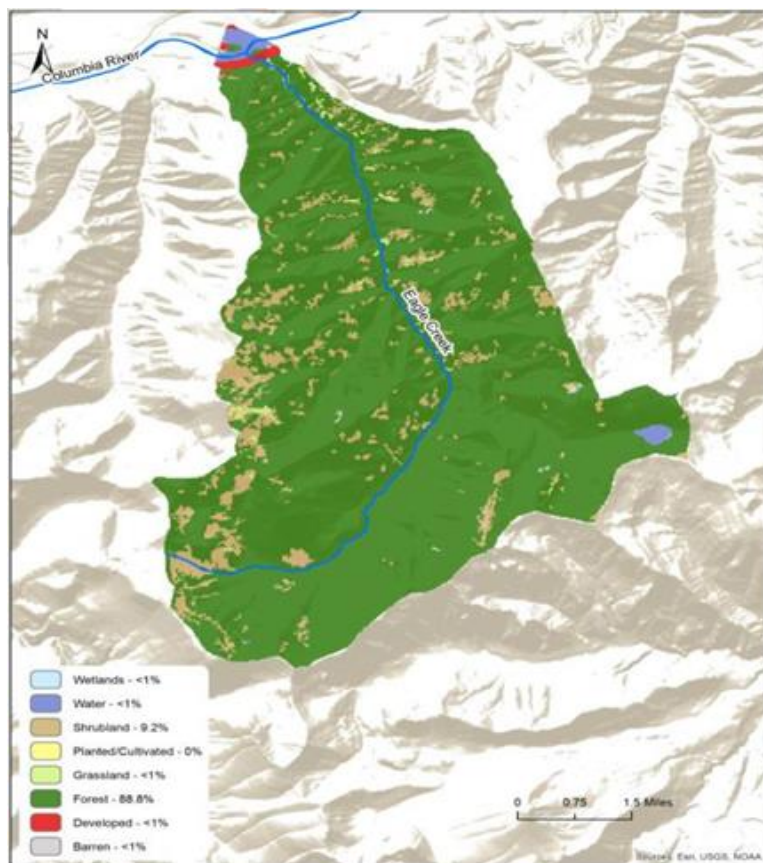 N
Columbia River
Eagle Creek
Wetlands - <1%
Water - <1%
Shrubland - 9.2%
Planted/Cultivated - 0%
Grassland - <1%
Forest - 88.8%
Developed - <1%
Barren - <1%
0 0.75 1.5 Miles
Sources: Esri, USGS, NOAA